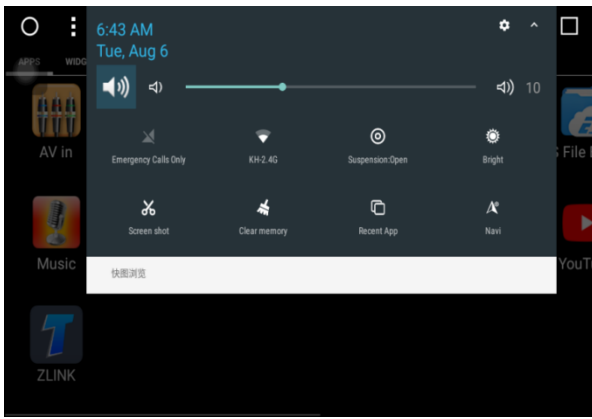 6:43 AM
Tue, Aug 6
APPS WIDG
10
Emergency Calls Only
KH-2.4G
Suspension:Open
Bright
AV in
File
Screen shot
Clear memory
Recent App
Navi
Music
快图浏览
YouT
ZLINK